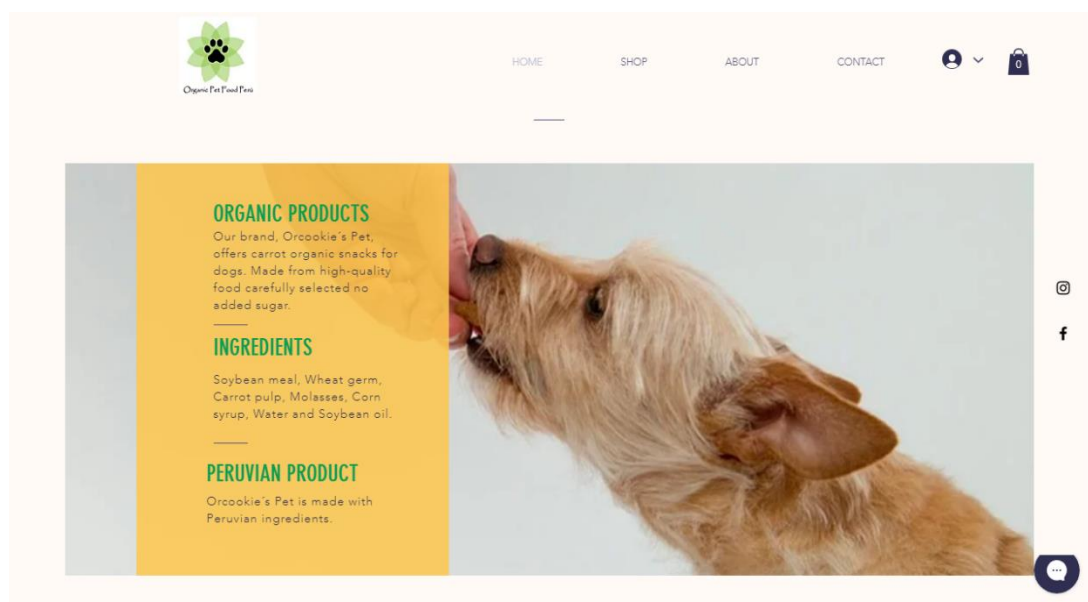 Organic Pet Food Perú
HOME
SHOP
ABOUT
CONTACT
0
ORGANIC PRODUCTS
Our brand, Orcookie´s Pet,
offers carrot organic snacks for
dogs. Made from high-quality
food carefully selected no
added sugar.
INGREDIENTS
Soybean meal, Wheat germ,
Carrot pulp, Molasses, Corn
syrup, Water and Soybean oil.
PERUVIAN PRODUCT
Orcookie´s Pet is made with
Peruvian ingredients.